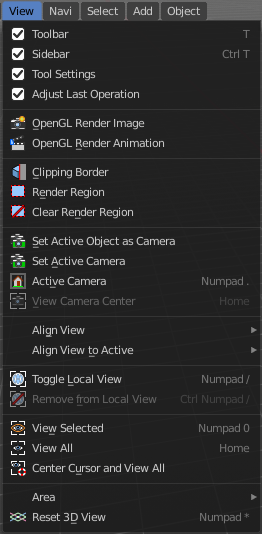 View Navi Select Add Object
Toolbar T
Sidebar Ctrl T
Tool Settings
Adjust Last Operation
OpenGL Render Image
OpenGL Render Animation
Clipping Border
Render Region
Clear Render Region
Set Active Object as Camera
Set Active Camera
Active Camera Numpad .
View Camera Center Home
Align View
Align View to Active
Toggle Local View Numpad /
Remove from Local View Ctrl Numpad /
View Selected Numpad 0
View All Home
Center Cursor and View All
Area
Reset 3D View Numpad *